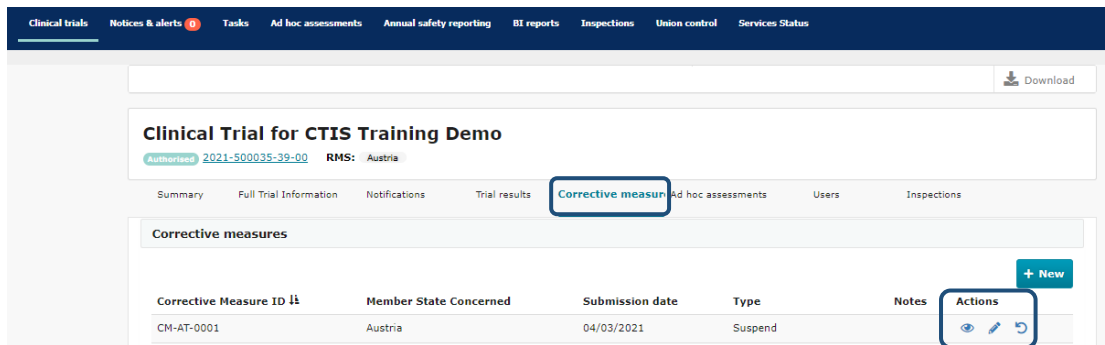 Clinical trials Notices & alerts 0 Tasks Ad hoc assessments Annual safety reporting BI reports Inspections Union control Services Status
Download
Clinical Trial for CTIS Training Demo
Authorised 2021-500035-39-00 RMS: Austria
Summary Full Trial Information Notifications Trial results Corrective measur Ad hoc assessments Users Inspections
Corrective measures
+ New
Corrective Measure ID Member State Concerned Submission date Type Notes Actions
CM-AT-0001 Austria 04/03/2021 Suspend